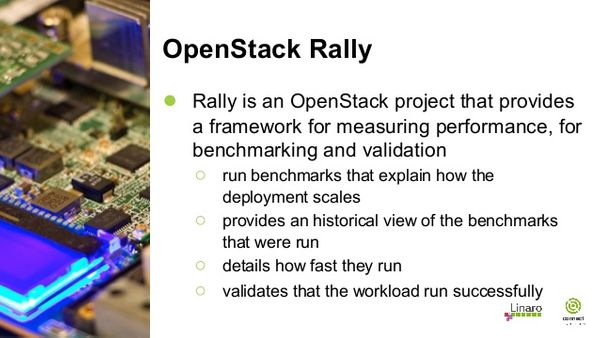 OpenStack Rally
● Rally is an OpenStack project that provides
a framework for measuring performance, for
benchmarking and validation
○ run benchmarks that explain how the
deployment scales
○ provides an historical view of the benchmarks
that were run
○ details how fast they run
○ validates that the workload run successfully
Linaro
connect